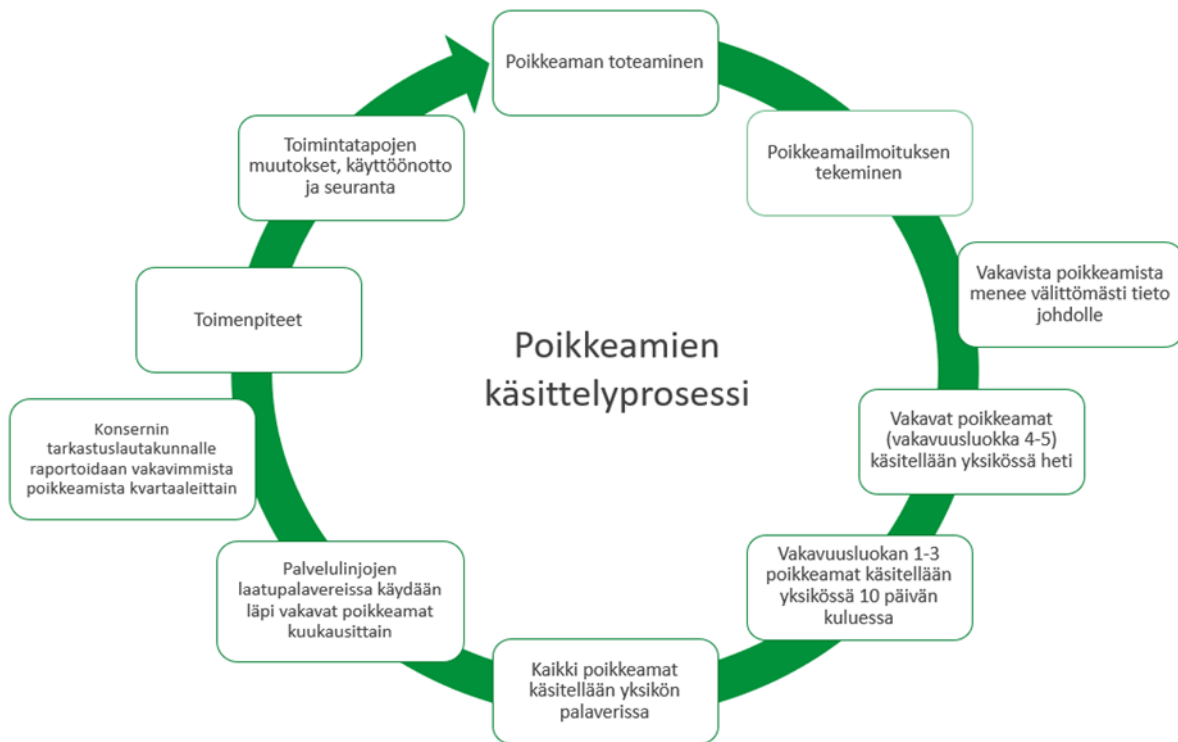 Poikkeaman toteaminen
Poikkeamailmoituksen
tekeminen
Vakavista poikkeamista
menee välittömästi tieto
johdolle
Vakavat poikkeamat
(vakavuusluokka 4-5)
käsitellään yksikössä heti
Vakavuusluokan 1-3
poikkeamat käsitellään
yksikössä 10 päivän
kuluessa
Kaikki poikkeamat
käsitellään yksikön
palaverissa
Palvelulinjojen
laatupalavereissa käydään
läpi vakavat poikkeamat
kuukausittain
Konsernin
tarkastuslautakunnalle
raportoidaan vakavimmista
poikkeamista kvartaaleittain
Toimenpiteet
Toimintatapojen
muutokset, käyttöönotto
ja seuranta
Poikkeamien
käsittelyprosessi